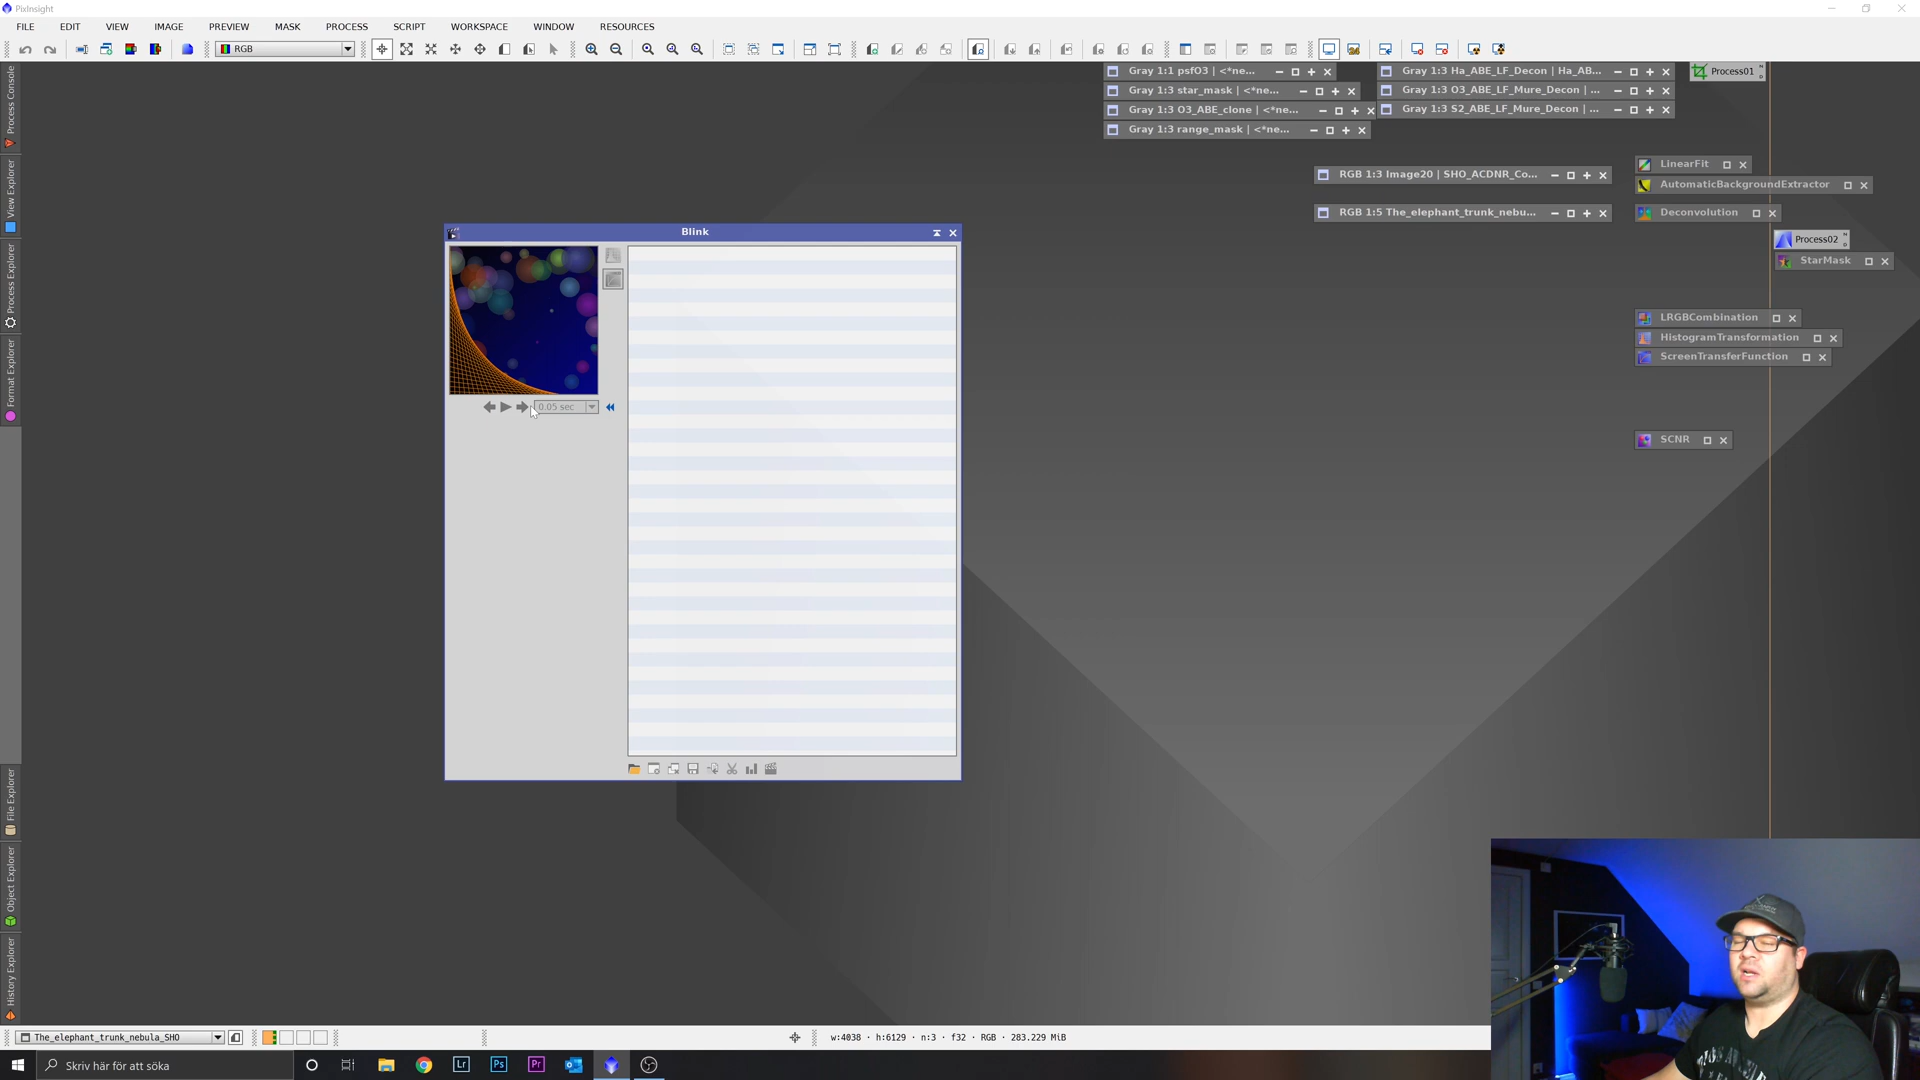 PixInsight
FILE EDIT VIEW IMAGE PREVIEW MASK PROCESS SCRIPT WORKSPACE WINDOW RESOURCES
RGB
Process Console
View Explorer
Process Explorer
Format Explorer
File Explorer
Object Explorer
History Explorer
Gray 1:1 psfO3 | <*ne...
Gray 1:3 star_mask | <*ne...
Gray 1:3 O3_ABE_clone | <*ne...
Gray 1:3 range_mask | <*ne...
Gray 1:3 Ha_ABE_LF_Decon | Ha_AB...
Gray 1:3 O3_ABE_LF_Mure_Decon | ...
Gray 1:3 S2_ABE_LF_Mure_Decon | ...
Process01
RGB 1:3 Image20 | SHO_ACDNR_Co...
RGB 1:5 The_elephant_trunk_nebu...
LinearFit
AutomaticBackgroundExtractor
Deconvolution
Process02
StarMask
LRGBCombination
HistogramTransformation
ScreenTransferFunction
SCNR
Blink
0.05 sec
The_elephant_trunk_nebula_SHO
w:4038 · h:6129 · n:3 · f32 · RGB · 283.229 MiB
Skriv här för att söka
Lr
Ps
Pr